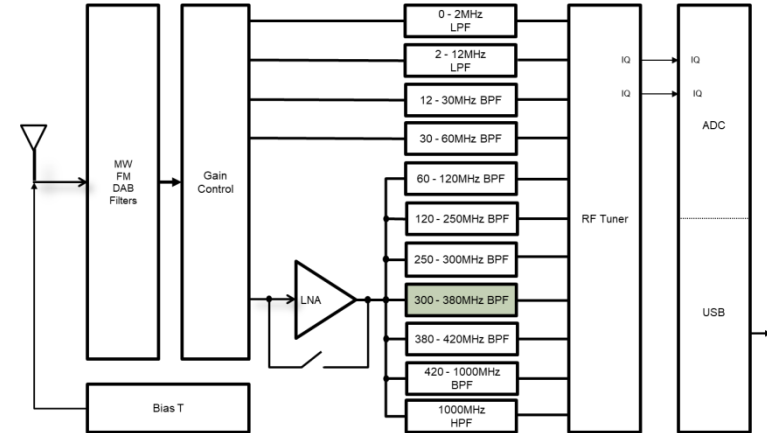 0 - 2MHz
LPF
2 - 12MHz
LPF
12 - 30MHz BPF
30 - 60MHz BPF
60 - 120MHz BPF
120 - 250MHz BPF
250 - 300MHz BPF
300 - 380MHz BPF
380 - 420MHz BPF
420 - 1000MHz
BPF
1000MHz
HPF
MW
FM
DAB
Filters
Gain
Control
LNA
Bias T
RF Tuner
IQ
IQ
IQ
IQ
ADC
USB